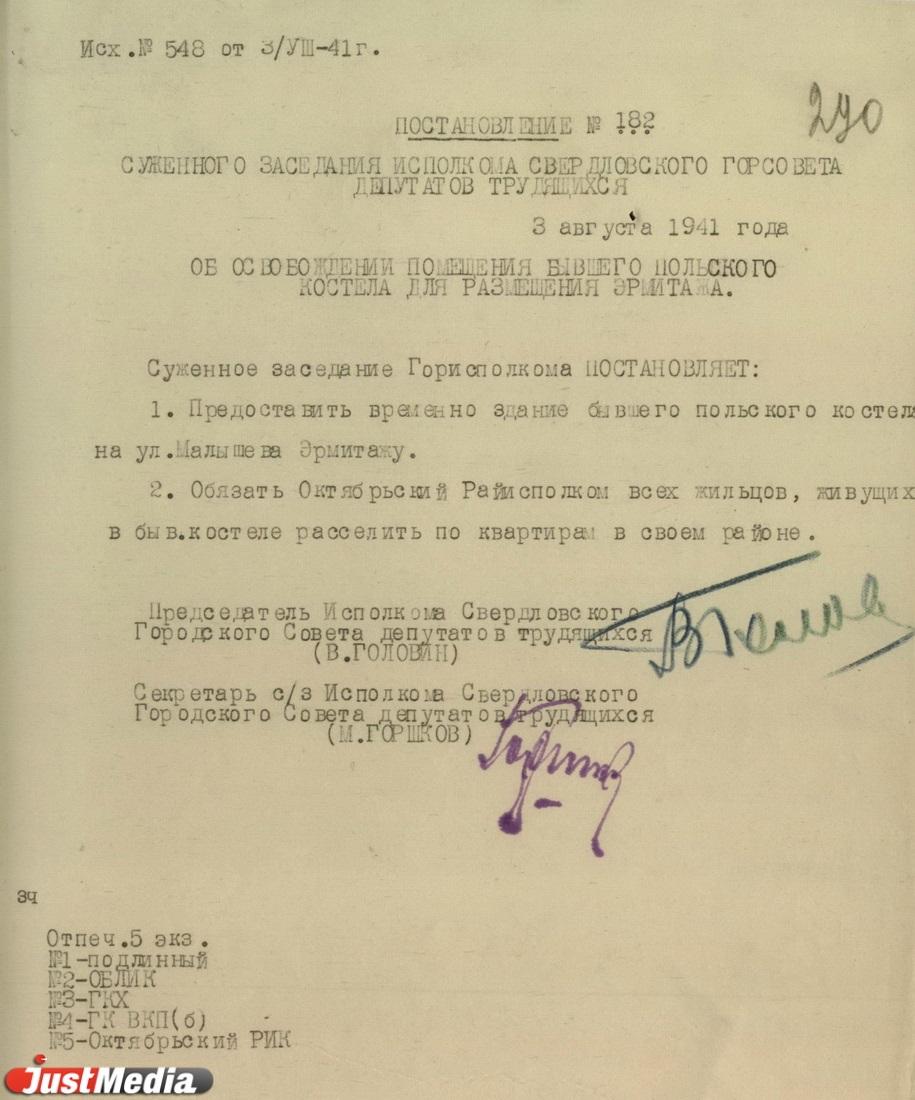 Исх.№ 548 от 3/УШ-41г.
290
ПОСТАНОВЛЕНИЕ № 182
СУЖЕННОГО ЗАСЕДАНИЯ ИСПОЛКОМА СВЕРДЛОВСКОГО ГОРСОВЕТА
ДЕПУТАТОВ ТРУДЯЩИХСЯ
3 августа 1941 года
ОБ ОСВОБОЖДЕНИИ ПОМЕЩЕНИЯ БЫВШЕГО ПОЛЬСКОГО
КОСТЕЛА ДЛЯ РАЗМЕЩЕНИЯ ЭРМИТАЖА.
Суженное заседание Горисполкома ПОСТАНОВЛЯЕТ:
1. Предоставить временно здание бывшего польского костел
на ул.Малышева Эрмитажу.
2. Обязать Октябрьский Райисполком всех жильцов, живущих
в быв.костеле расселить по квартирам в своем районе.
Председатель Исполкома Свердловского
Городского Совета депутатов трудящихся
(В.ГОЛОВИН)
Секретарь с/з Исполкома Свердловского
Городского Совета депутатов трудящихся
(М.ГОРШКОВ)
зч
Отпеч.5 экз.
№1-подлинный
№2-ОБЛИК
№3-ГКХ
№4-ГК ВКП(б)
№5-Октябрьский РИК
JustMedia